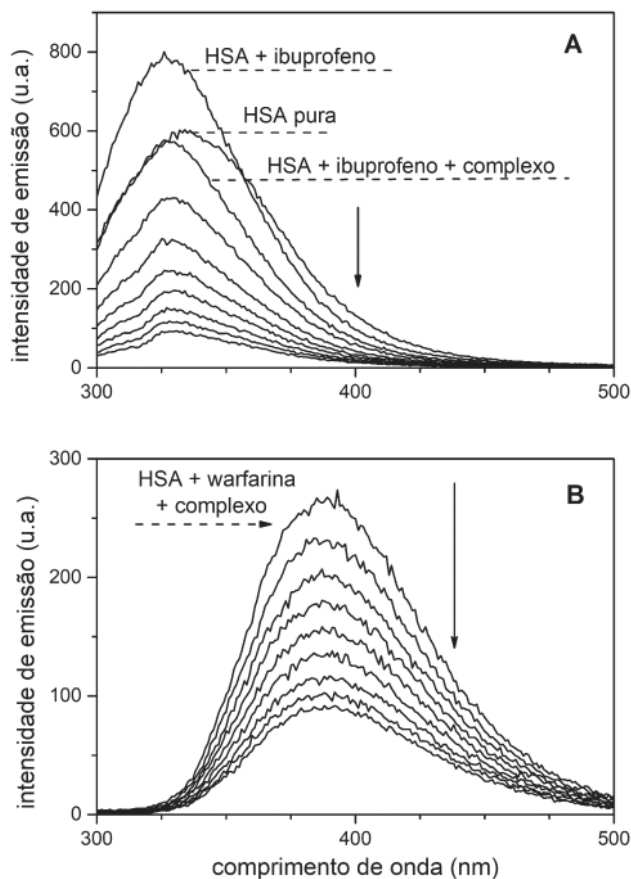 A
HSA + ibuprofeno
HSA pura
HSA + ibuprofeno + complexo
intensidade de emissão (u.a.)
800
600
400
200
0
300
400
500
B
HSA + warfarina
+ complexo
intensidade de emissão (u.a.)
300
200
100
0
300
400
500
comprimento de onda (nm)